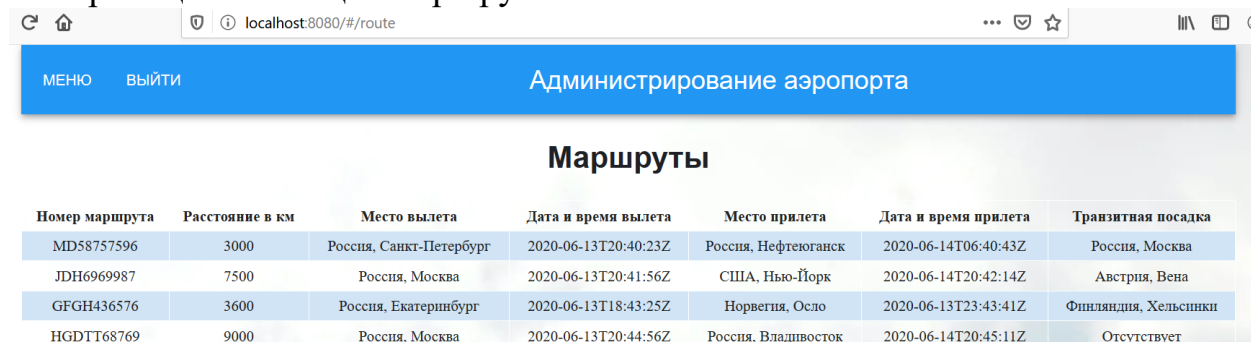 localhost:8080/#/route
МЕНЮ ВЫЙТИ Администрирование аэропорта
Маршруты
Номер маршрута Расстояние в км Место вылета Дата и время вылета Место прилета Дата и время прилета Транзитная посадка
MD58757596 3000 Россия, Санкт-Петербург 2020-06-13T20:40:23Z Россия, Нефтеюганск 2020-06-14T06:40:43Z Россия, Москва
JDH6969987 7500 Россия, Москва 2020-06-13T20:41:56Z США, Нью-Йорк 2020-06-14T20:42:14Z Австрия, Вена
GFGH436576 3600 Россия, Екатеринбург 2020-06-13T18:43:25Z Норвегия, Осло 2020-06-13T23:43:41Z Финляндия, Хельсинки
HGDTT68769 9000 Россия, Москва 2020-06-13T20:44:56Z Россия, Владивосток 2020-06-14T20:45:11Z Отсутствует